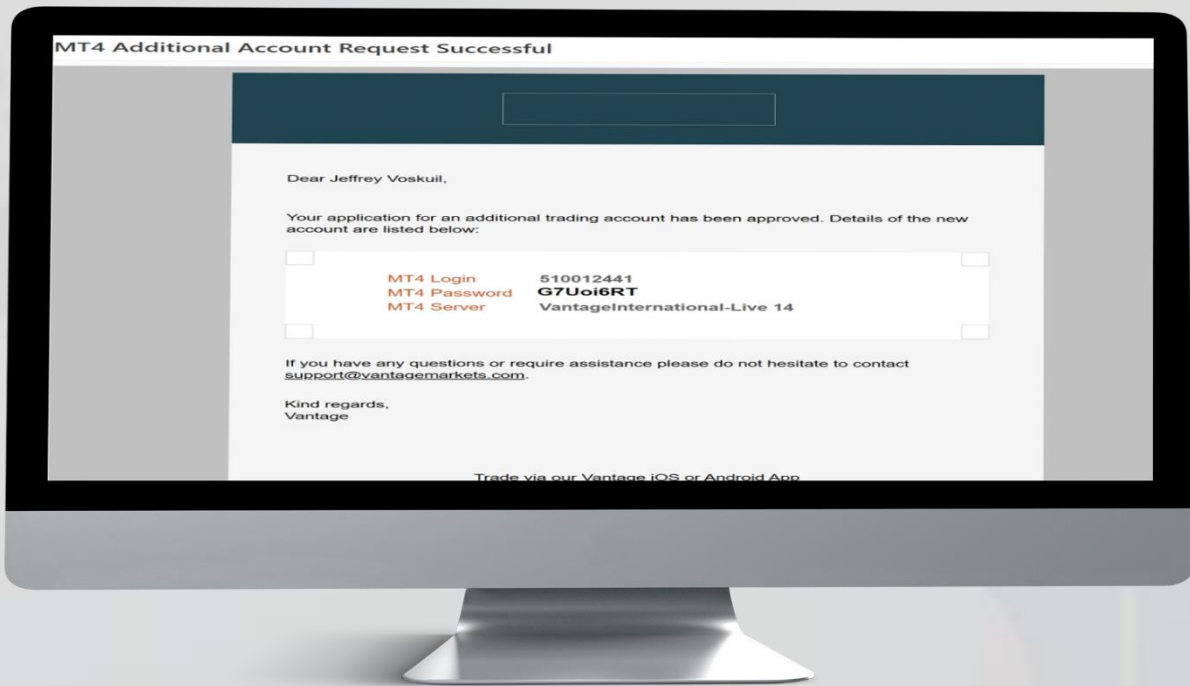 MT4 Additional Account Request Successful
Dear Jeffrey Voskuil,
Your application for an additional trading account has been approved. Details of the new
account are listed below:
MT4 Login 510012441
MT4 Password G7Uoi6RT
MT4 Server VantageInternational-Live 14
If you have any questions or require assistance please do not hesitate to contact
support@vantagemarkets.com.
Kind regards,
Vantage
Trade via our Vantage iOS or Android App